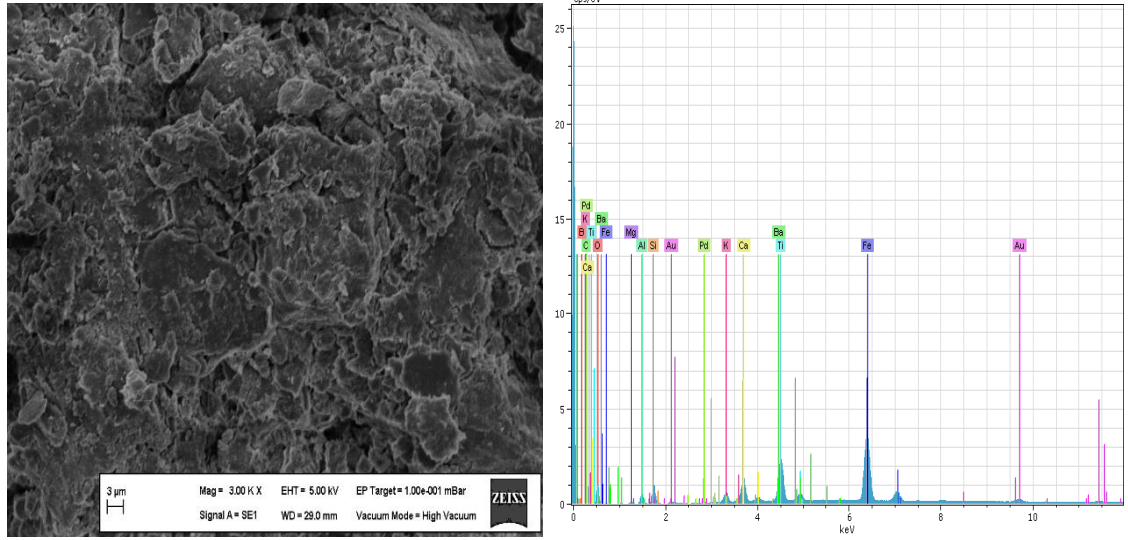 3 µm
Mag = 3.00 K X EHT = 5.00 kV EP Target = 1.00e-001 mBar
Signal A = SE1 WD = 29.0 mm Vacuum Mode = High Vacuum
ZEISS
25
20
15
10
5
0
Pd
K Ba
B Ti Fe Mg
C O Al Si Au Pd K Ca Ti Fe Au
Ca
Ba
0 2 4 6 8 10
keV